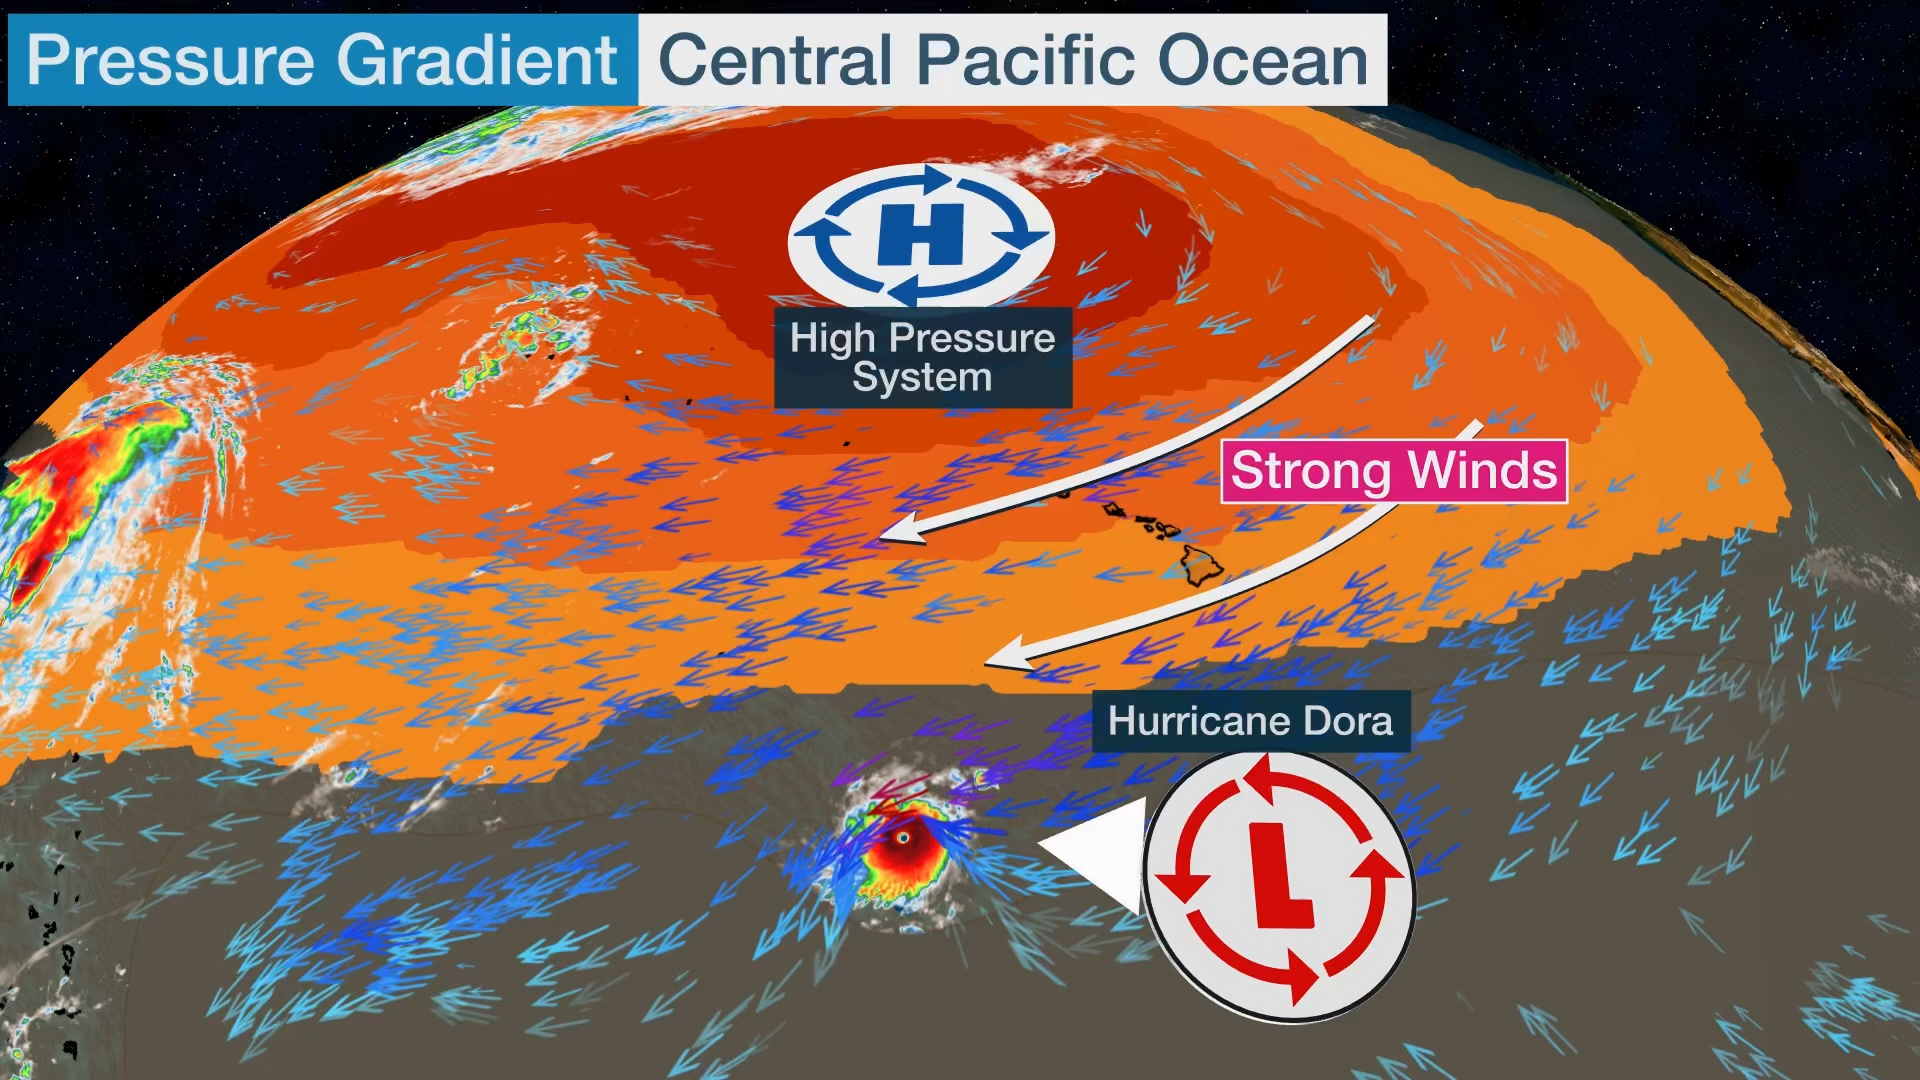 Pressure Gradient Central Pacific Ocean
H
High Pressure
System
Strong Winds
Hurricane Dora
L